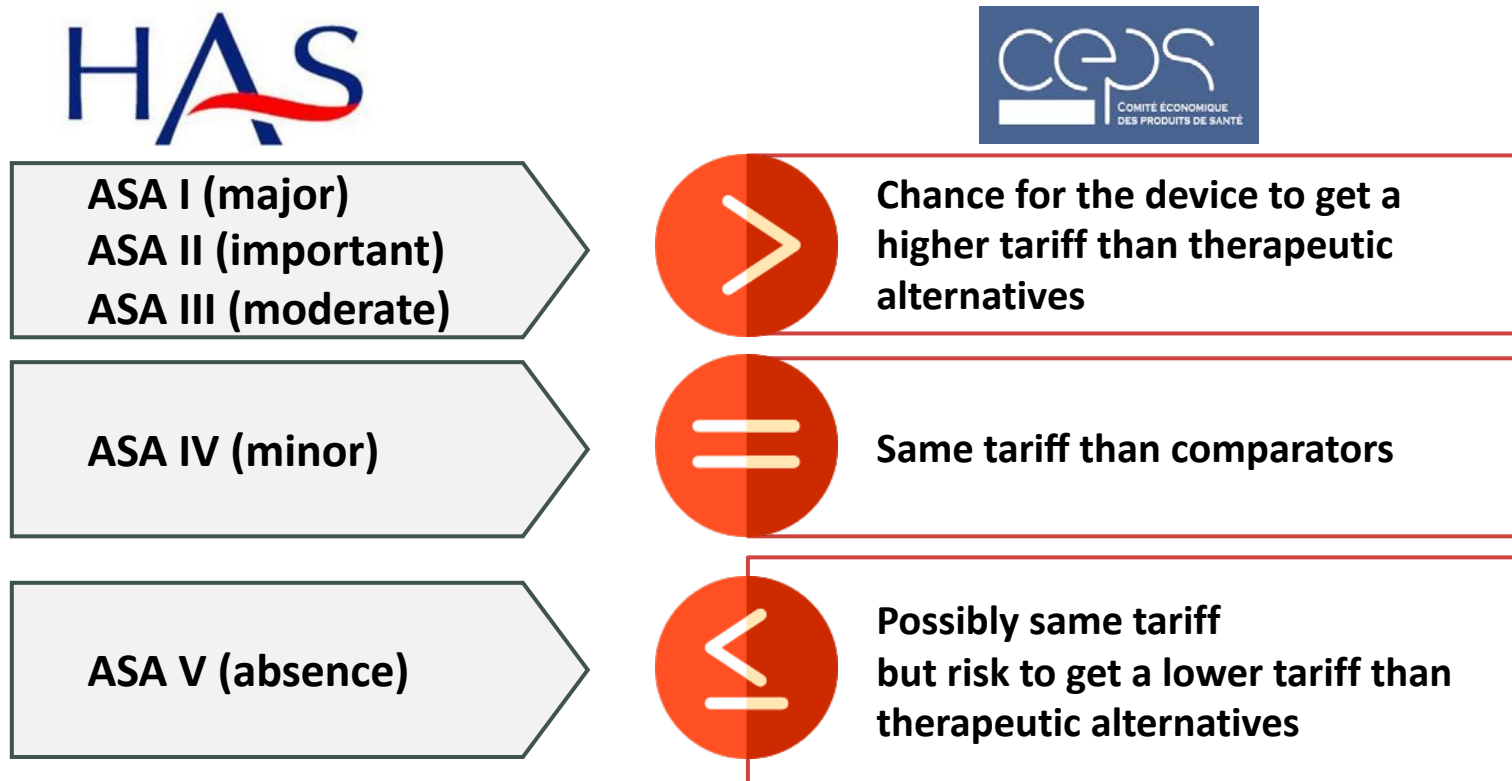 HAS
ceps
COMITÉ ÉCONOMIQUE
DES PRODUITS DE SANTÉ
ASA I (major)
ASA II (important)
ASA III (moderate)
>
Chance for the device to get a
higher tariff than therapeutic
alternatives
ASA IV (minor)
=
Same tariff than comparators
ASA V (absence)
≤
Possibly same tariff
but risk to get a lower tariff than
therapeutic alternatives